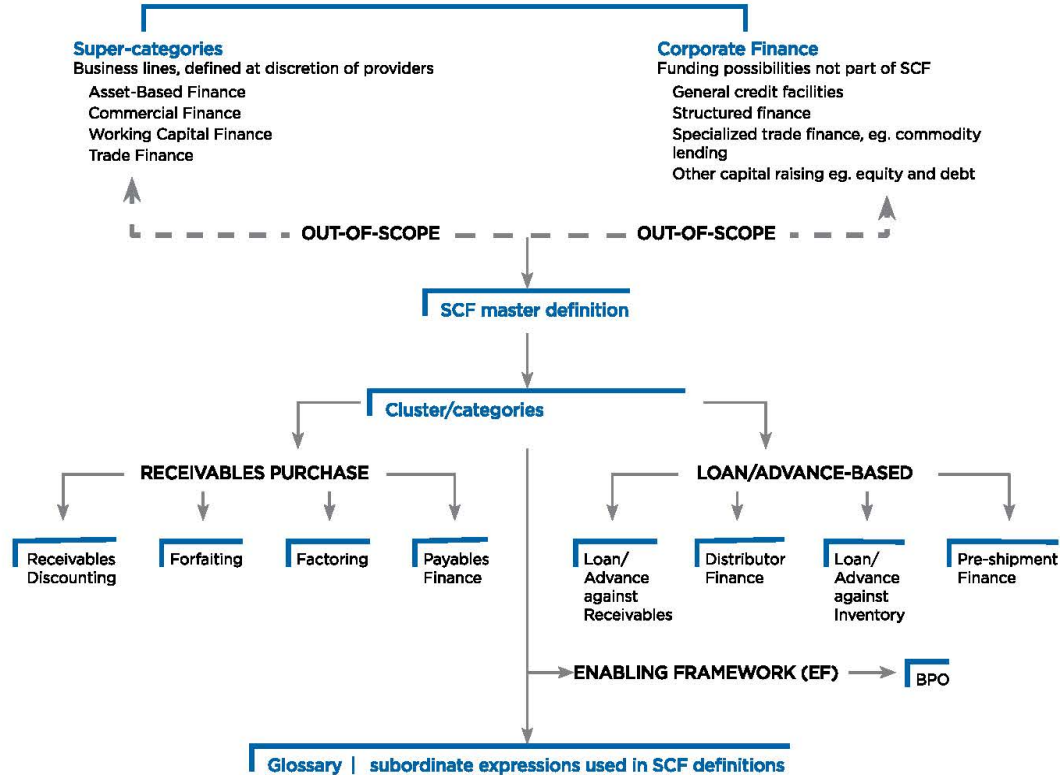 Super-categories
Business lines, defined at discretion of providers
Asset-Based Finance
Commercial Finance
Working Capital Finance
Trade Finance
Corporate Finance
Funding possibilities not part of SCF
General credit facilities
Structured finance
Specialized trade finance, eg. commodity
lending
Other capital raising eg. equity and debt
OUT-OF-SCOPE
OUT-OF-SCOPE
SCF master definition
Cluster/categories
RECEIVABLES PURCHASE
LOAN/ADVANCE-BASED
Receivables
Discounting
Forfaiting
Factoring
Payables
Finance
Loan/
Advance
against
Receivables
Distributor
Finance
Loan/
Advance
against
Inventory
Pre-shipment
Finance
ENABLING FRAMEWORK (EF)
BPO
Glossary | subordinate expressions used in SCF definitions